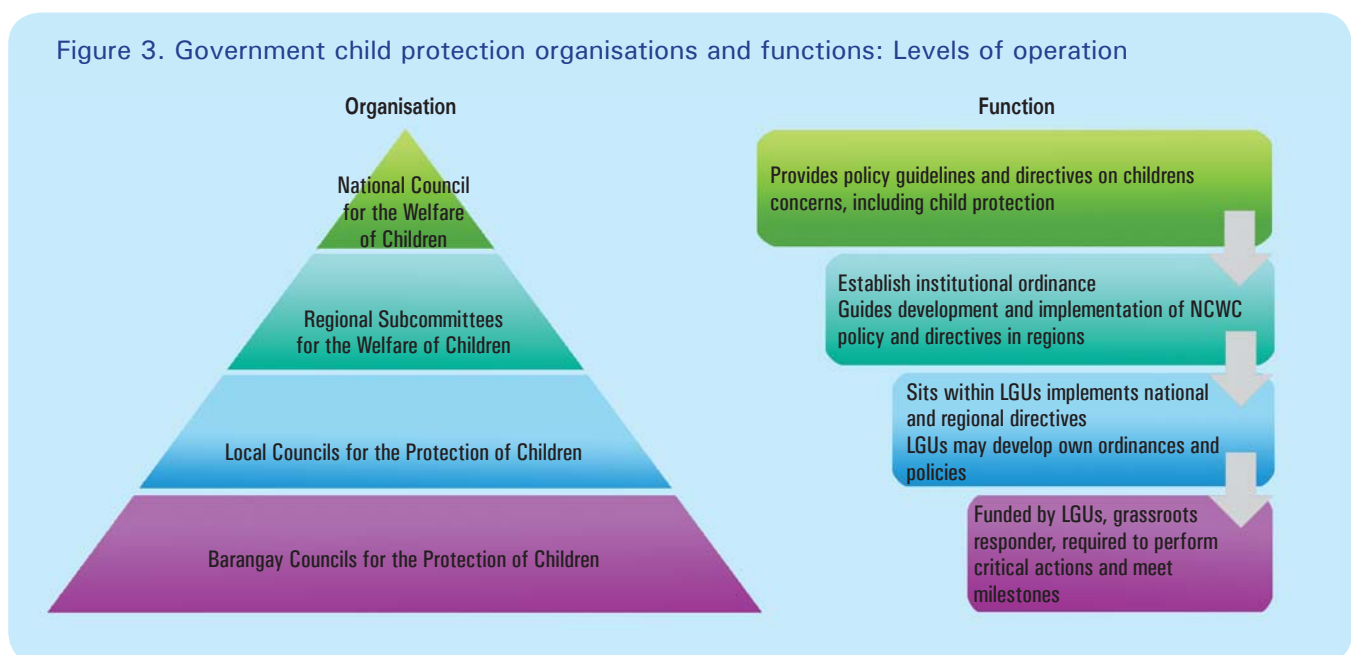 Figure 3. Government child protection organisations and functions: Levels of operation
Organisation
National Council
for the Welfare
of Children
Regional Subcommittees
for the Welfare of Children
Local Councils for the Protection of Children
Barangay Councils for the Protection of Children
Function
Provides policy guidelines and directives on childrens
concerns, including child protection
Establish institutional ordinance
Guides development and implementation of NCWC
policy and directives in regions
Sits within LGUs implements national
and regional directives
LGUs may develop own ordinances and
policies
Funded by LGUs, grassroots
responder, required to perform
critical actions and meet
milestones